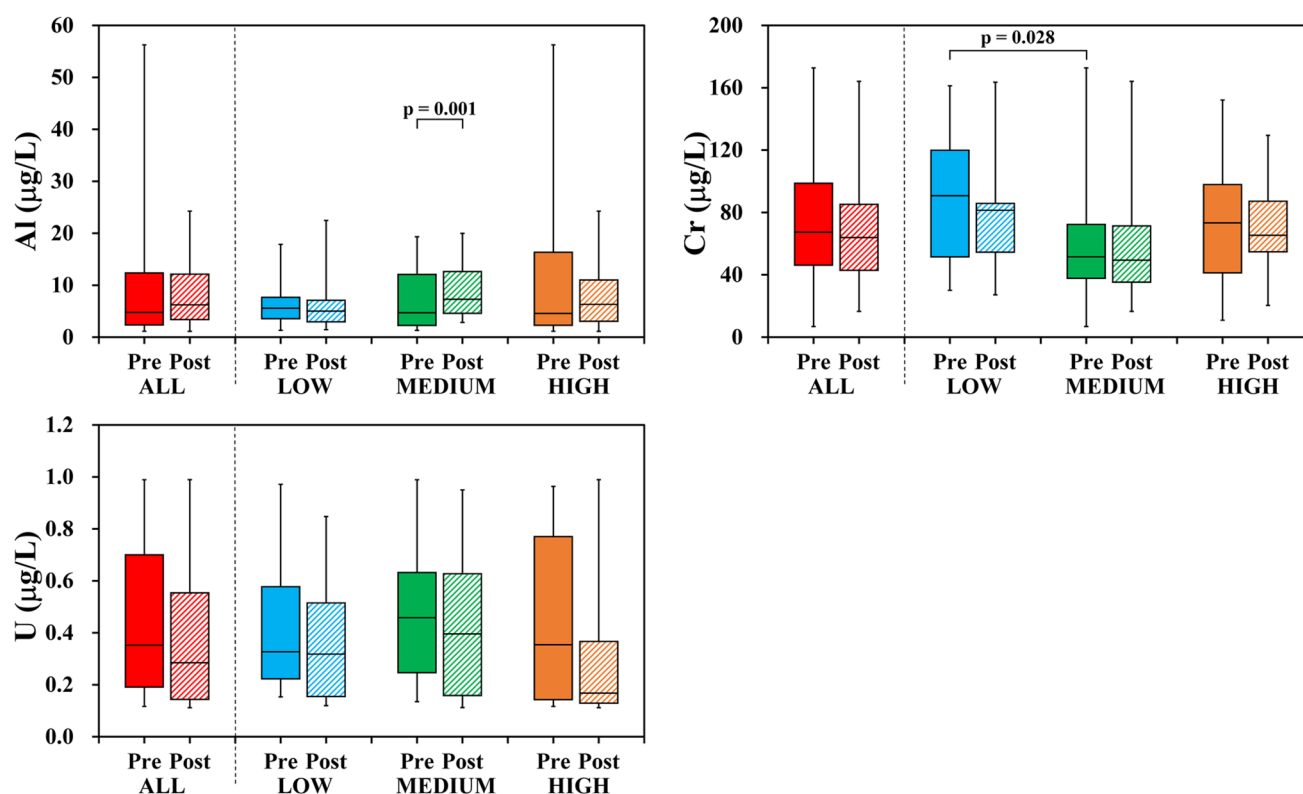 60
50
40
30
20
10
0
Al (µg/L)
p = 0.001
Pre Post Pre Post Pre Post Pre Post
ALL LOW MEDIUM HIGH
200
160
120
80
40
0
Cr (µg/L)
p = 0.028
Pre Post Pre Post Pre Post Pre Post
ALL LOW MEDIUM HIGH
1.2
1.0
0.8
0.6
0.4
0.2
0.0
U (µg/L)
Pre Post Pre Post Pre Post Pre Post
ALL LOW MEDIUM HIGH